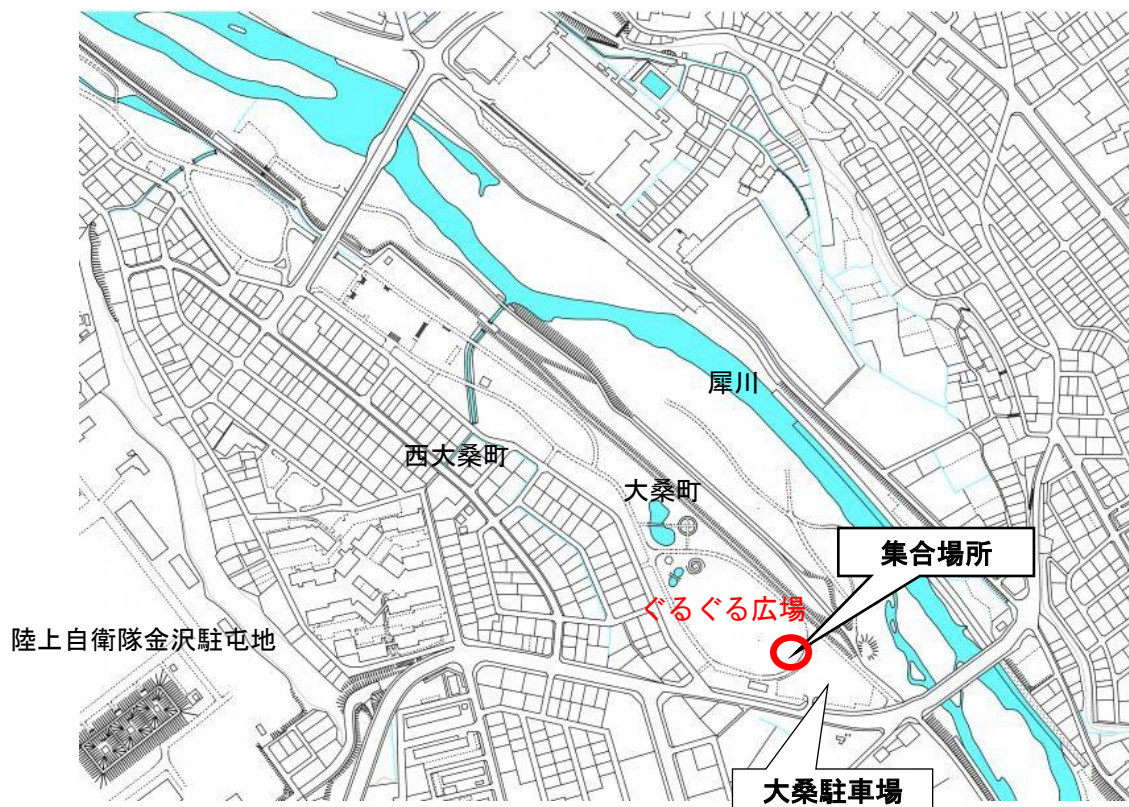 犀川
西大桑町
大桑町
集合場所
ぐるぐる広場
陸上自衛隊金沢駐屯地
大桑駐車場